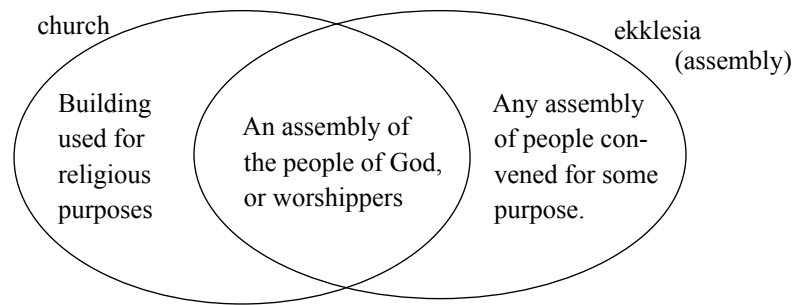 church
ekklesia
(assembly)
Building
used for
religious
purposes
An assembly of
the people of God,
or worshippers
Any assembly
of people con-
vened for some
purpose.